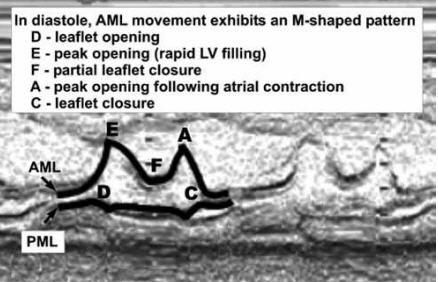 In diastole, AML movement exhibits an M-shaped pattern
D - leaflet opening
E - peak opening (rapid LV filling)
F - partial leaflet closure
A - peak opening following atrial contraction
C - leaflet closure
E
A
F
AML
D
C
PML